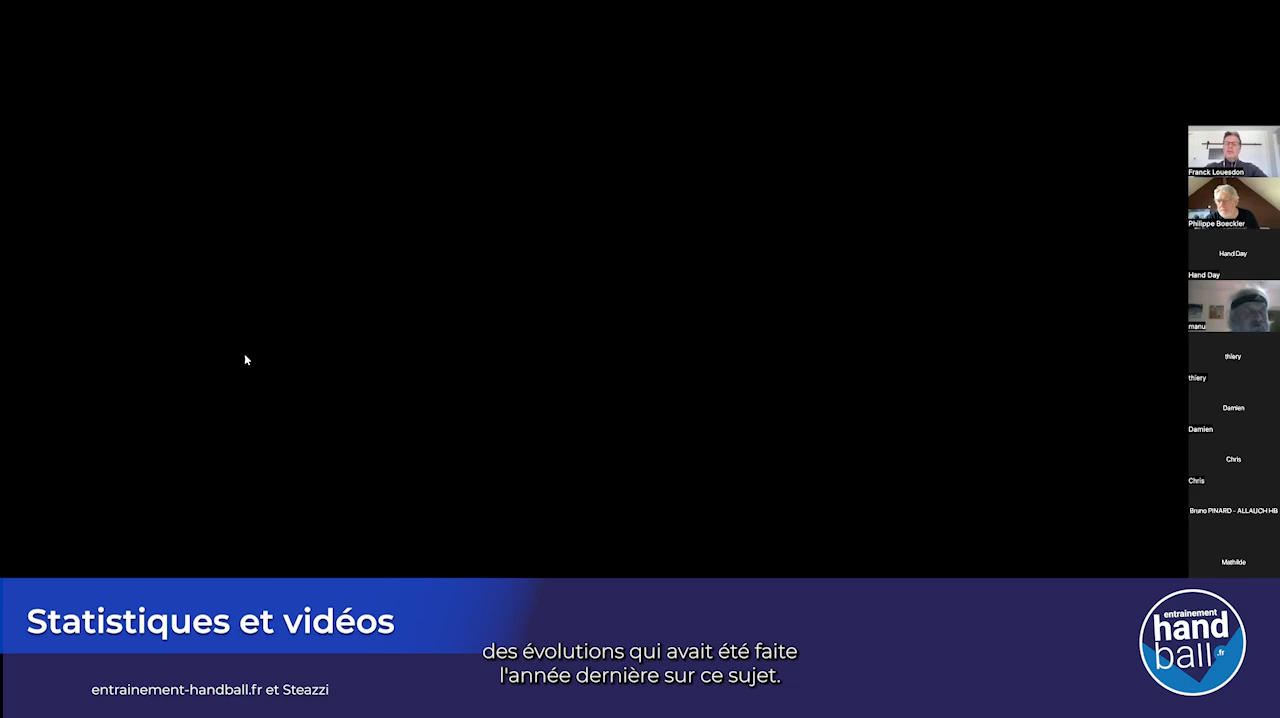 Franck Louesdon
Philippe Boeckler
Hand Day
Hand Day
manu
thiery
thiery
Damien
Damien
Chris
Chris
Bruno PINARD - ALLAUCH HB
Mathilde
Statistiques et vidéos
des évolutions qui avait été faite
l'année dernière sur ce sujet.
entrainement-handball.fr et Steazzi
entrainement
hand
ball.fr